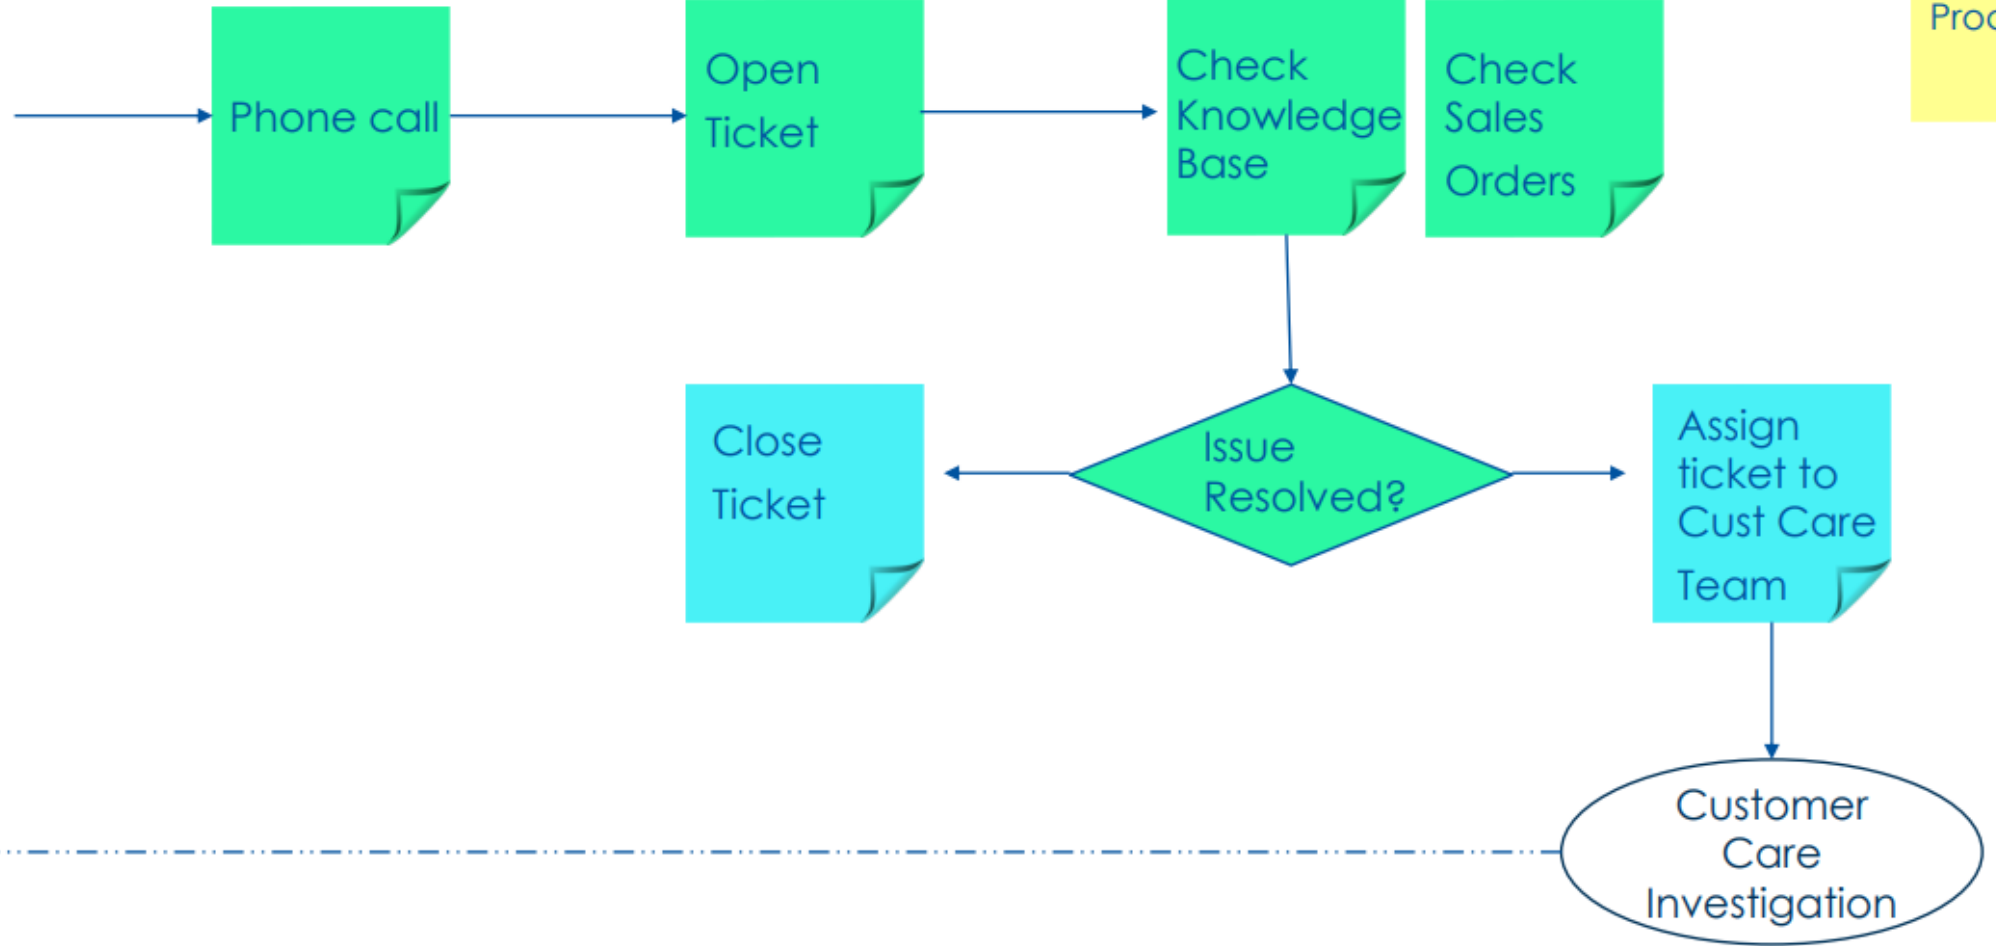 Phone call
Open
Ticket
Check
Knowledge
Base
Check
Sales
Orders
Close
Ticket
Issue
Resolved?
Assign
ticket to
Cust Care
Team
Customer
Care
Investigation